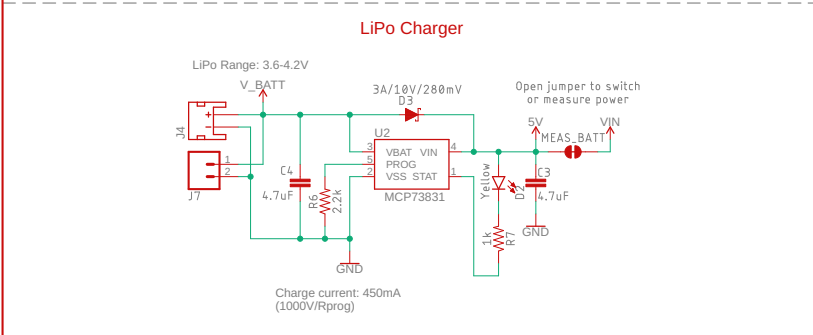 LiPo Charger
LiPo Range: 3.6-4.2V
V_BATT
3A/10V/280mV
D3
Open jumper to switch
or measure power
5V
VIN
MEAS_BATT
J4
+
-
J7
1
2
C4
4.7uF
R6
2.2k
U2
3 VBAT VIN 4
5 PROG
2 VSS STAT 1
MCP73831
Yellow
D2
C3
4.7uF
1k
R7
GND
GND
Charge current: 450mA
(1000V/Rprog)